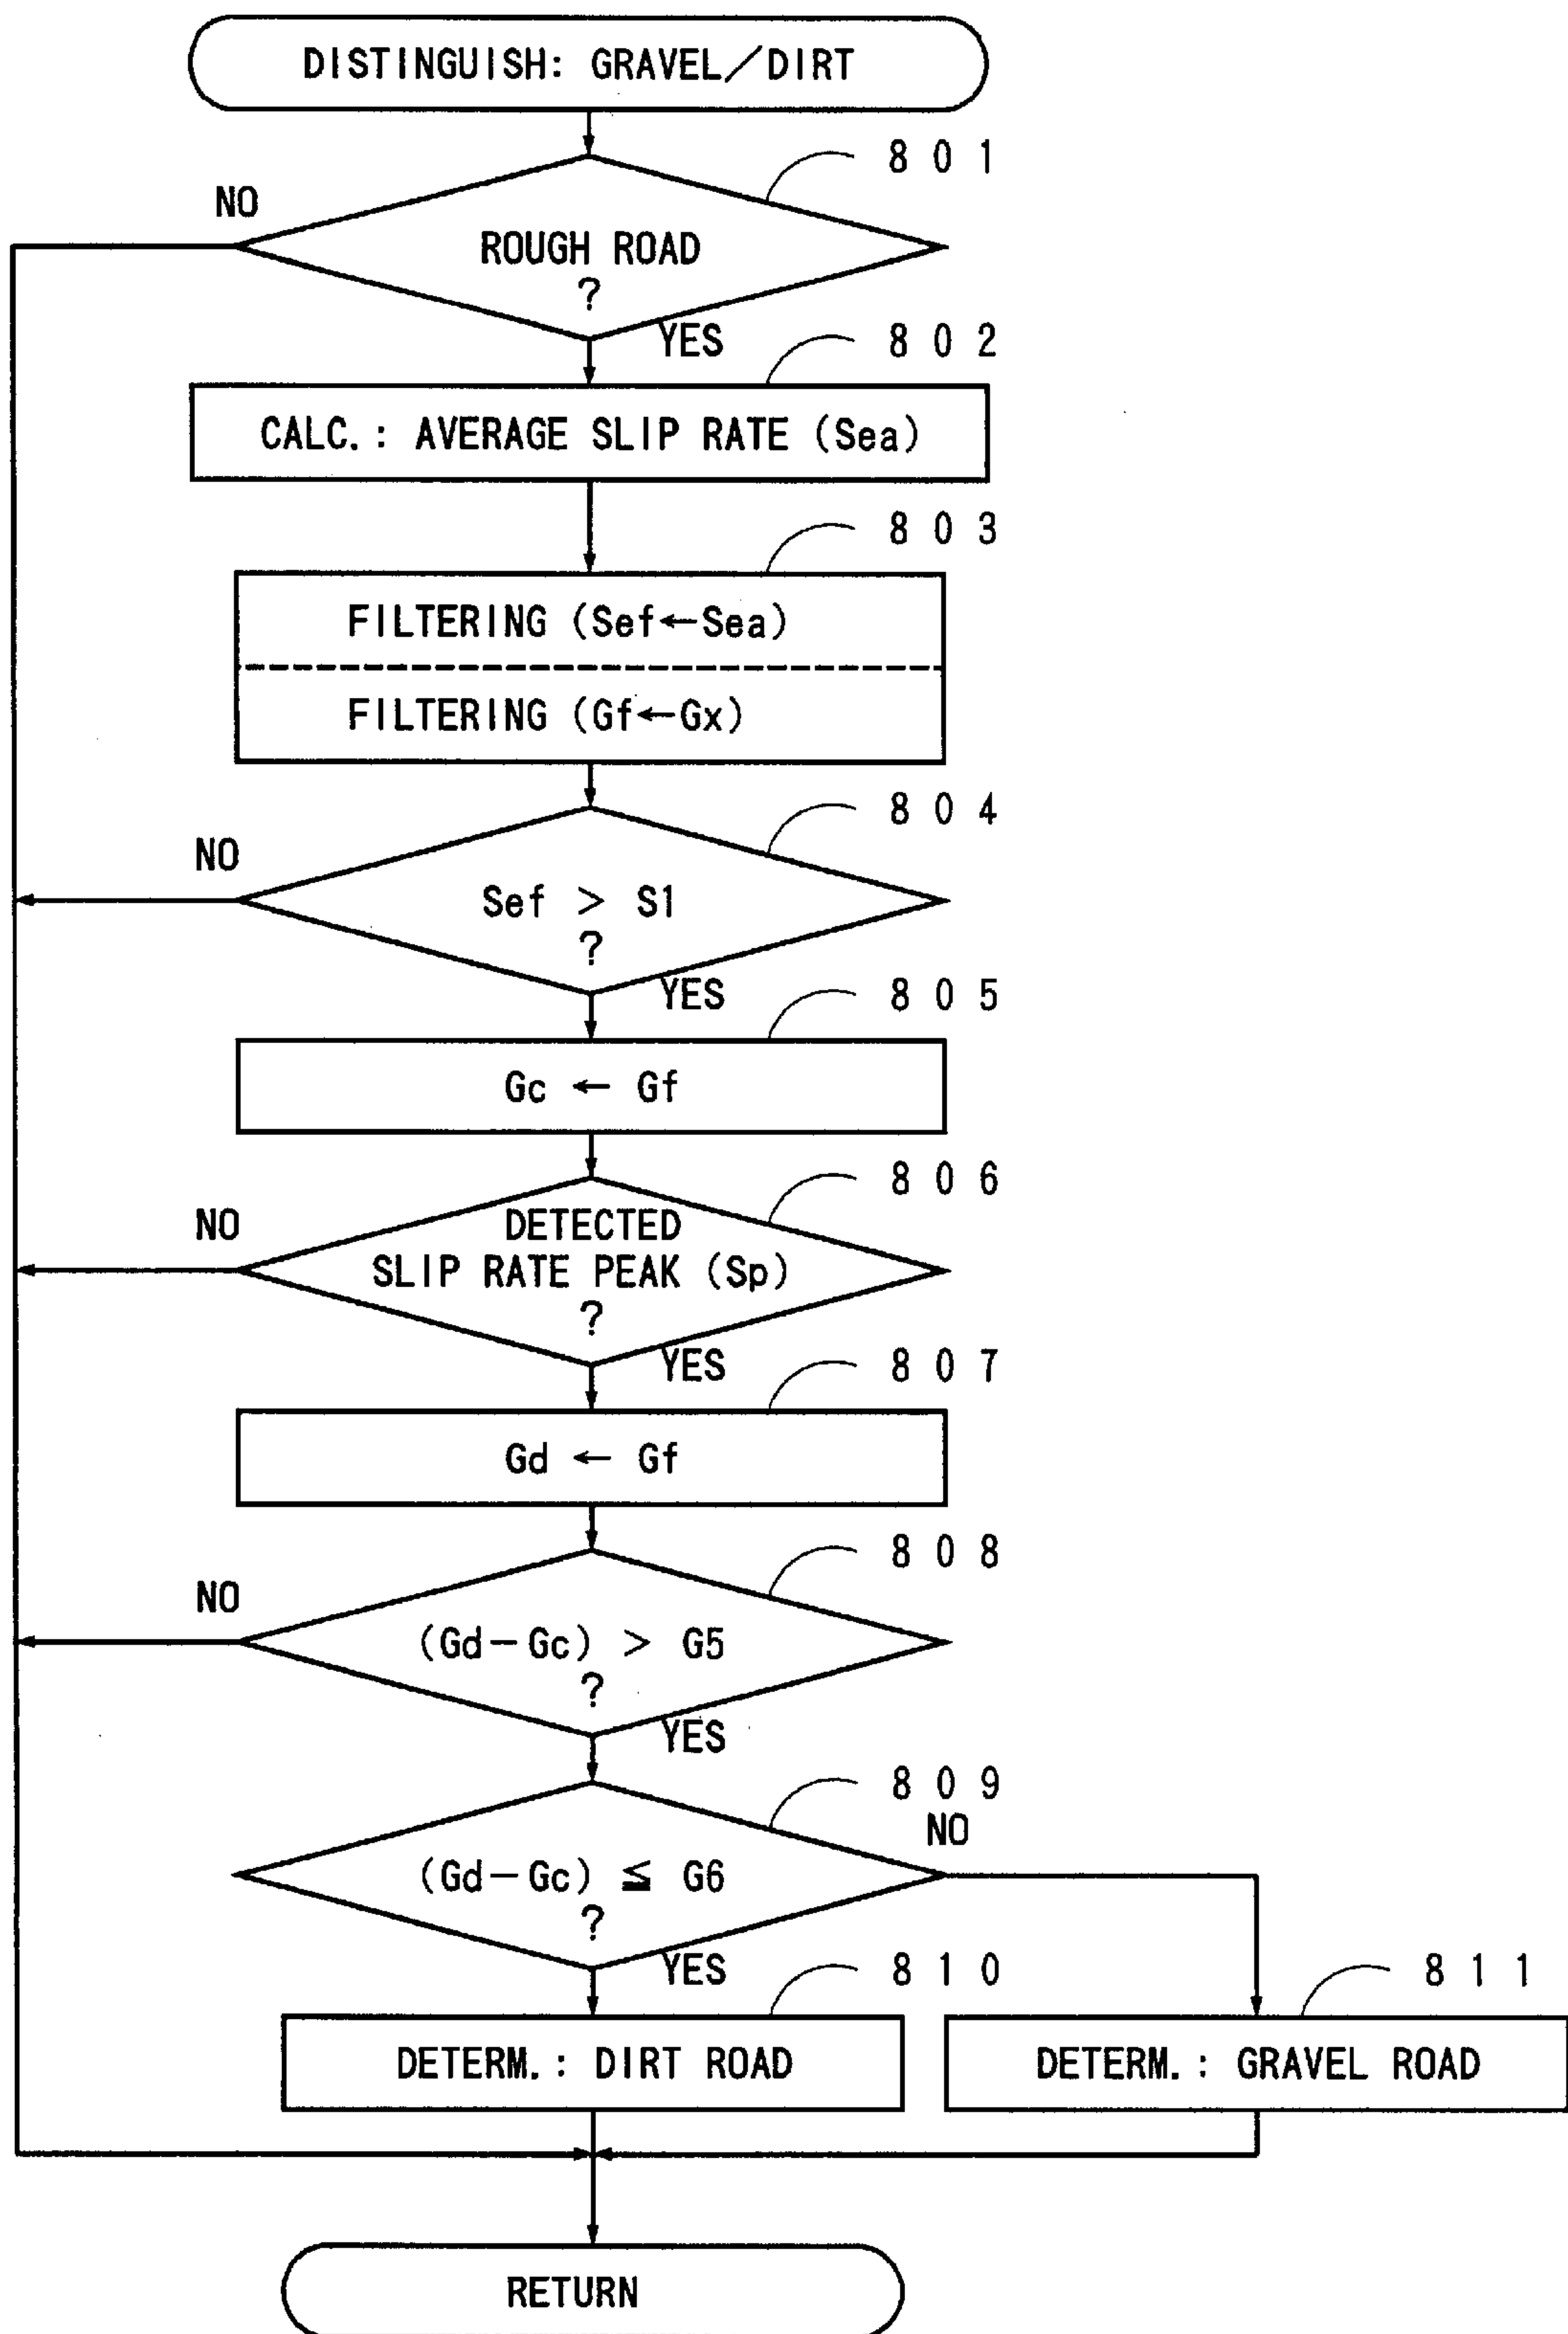 DISTINGUISH: GRAVEL/DIRT
801
NO
ROUGH ROAD
?
YES
802
CALC.: AVERAGE SLIP RATE (Sea)
803
FILTERING (Sef←Sea)
FILTERING (Gf←Gx)
804
NO
Sef > S1
?
YES
805
Gc ← Gf
806
NO
DETECTED
SLIP RATE PEAK (Sp)
?
YES
807
Gd ← Gf
808
NO
(Gd-Gc) > G5
?
YES
809
NO
(Gd-Gc) ≦ G6
?
YES
810
811
DETERM.: DIRT ROAD
DETERM.: GRAVEL ROAD
RETURN